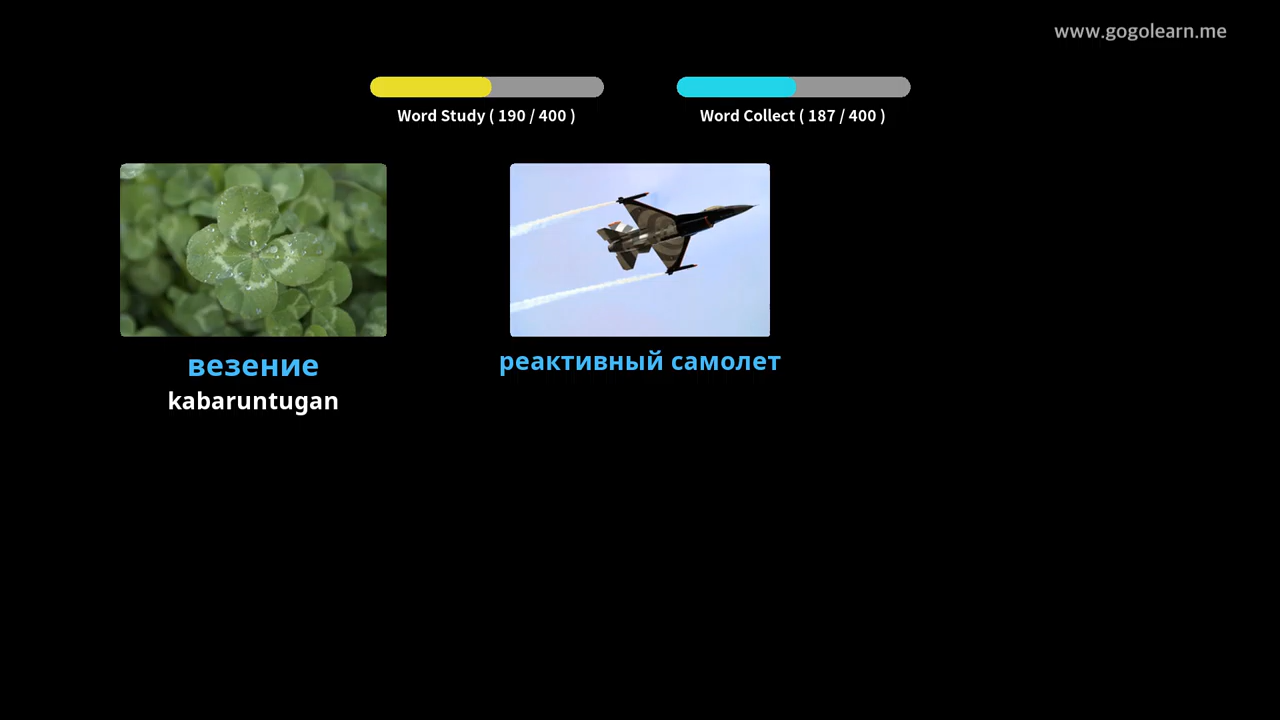 www.gogolearn.me
Word Study ( 190 / 400 )
Word Collect ( 187 / 400 )
везение
kabaruntugan
реактивный самолет